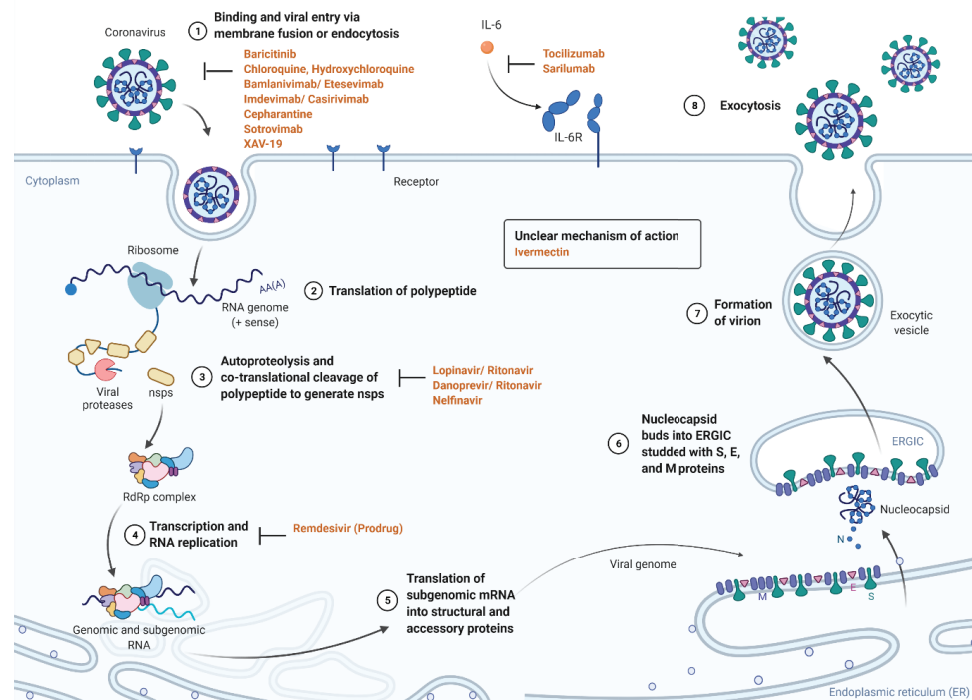 Coronavirus
1
Binding and viral entry via
membrane fusion or endocytosis
Baricitinib
Chloroquine, Hydroxychloroquine
Bamlanivimab/ Etesevimab
Imdevimab/ Casirivimab
Cepharantine
Sotrovimab
XAV-19
IL-6
Tocilizumab
Sarilumab
IL-6R
8
Exocytosis
Cytoplasm
Receptor
Unclear mechanism of action
Ivermectin
Ribosome
AA(A)
RNA genome
(+ sense)
2
Translation of polypeptide
7
Formation
of virion
Exocytic
vesicle
Viral
proteases
nsps
3
Autoproteolysis and
co-translational cleavage of
polypeptide to generate nsps
Lopinavir/ Ritonavir
Danoprevir/ Ritonavir
Nelfinavir
6
Nucleocapsid
buds into ERGIC
studded with S, E,
and M proteins
ERGIC
RdRp complex
Nucleocapsid
N
4
Transcription and
RNA replication
Remdesivir (Prodrug)
Viral genome
5
Translation of
subgenomic mRNA
into structural and
accessory proteins
M
E
S
Genomic and subgenomic
RNA
Endoplasmic reticulum (ER)